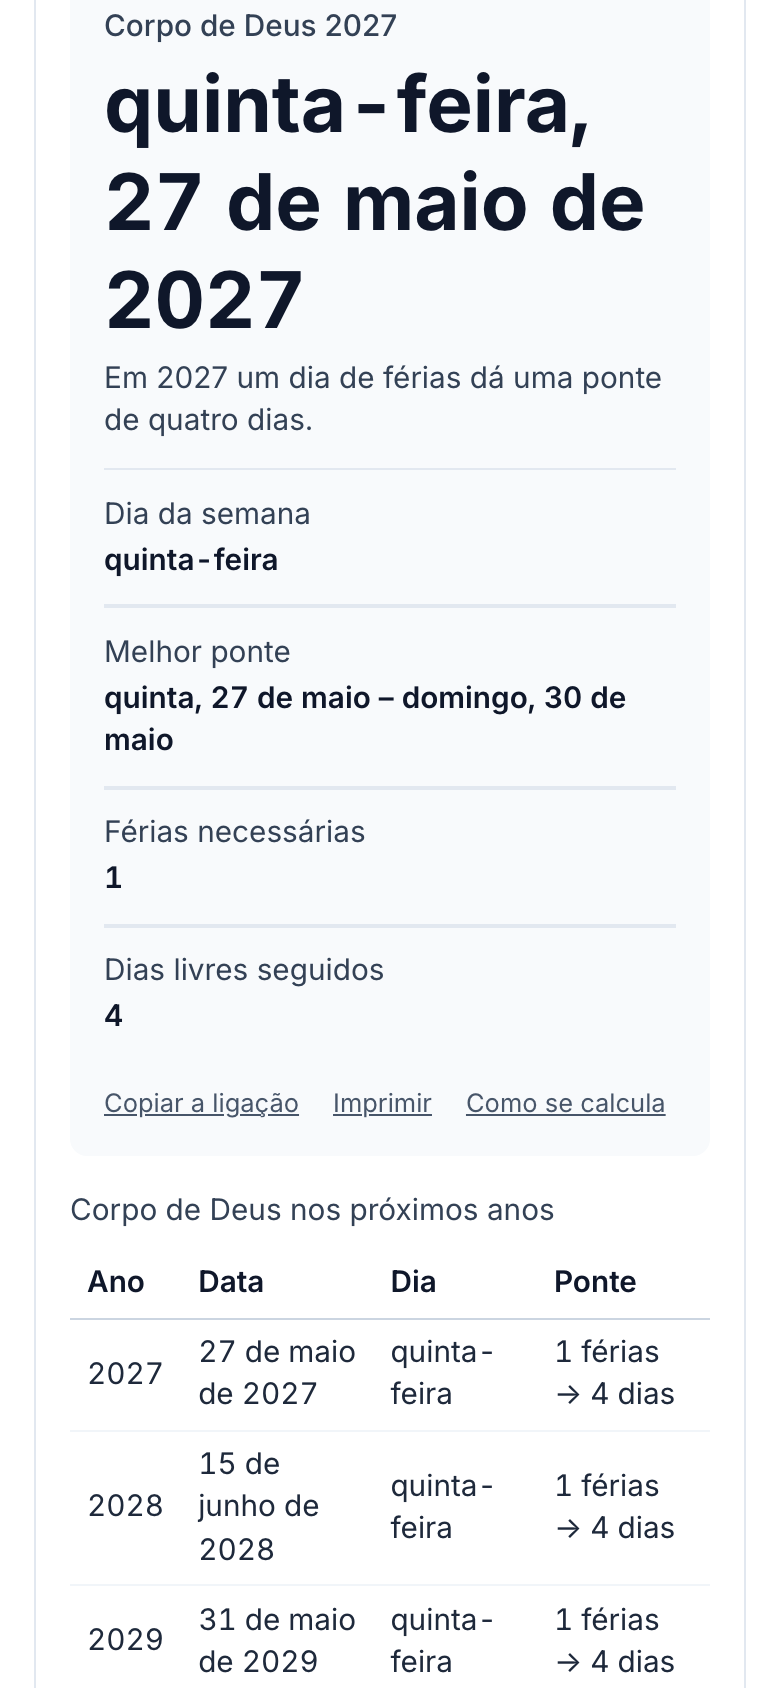 Corpo de Deus 2027
quinta-feira,
27 de maio de
2027
Em 2027 um dia de férias dá uma ponte
de quatro dias.
Dia da semana
quinta-feira
Melhor ponte
quinta, 27 de maio – domingo, 30 de
maio
Férias necessárias
1
Dias livres seguidos
4
Copiar a ligação Imprimir Como se calcula
Corpo de Deus nos próximos anos
Ano Data Dia Ponte
2027 27 de maio de 2027 quinta-feira 1 férias → 4 dias
2028 15 de junho de 2028 quinta-feira 1 férias → 4 dias
2029 31 de maio de 2029 quinta-feira 1 férias → 4 dias